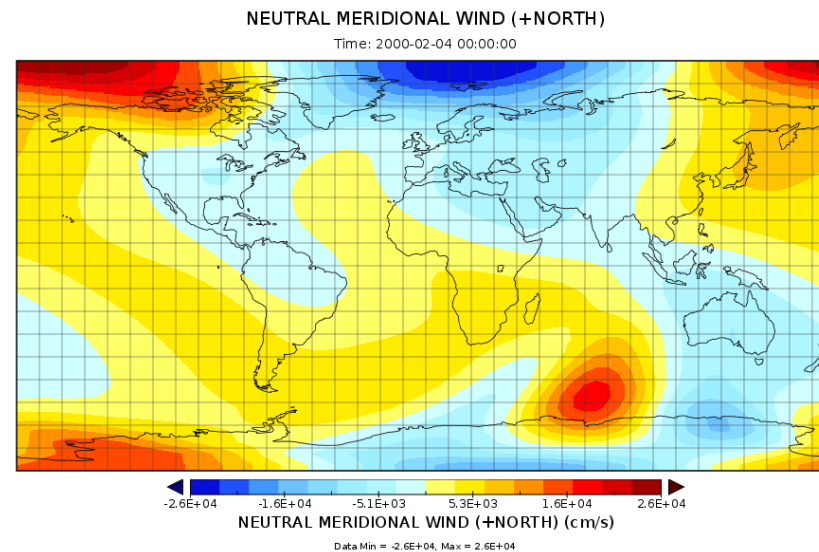 NEUTRAL MERIDIONAL WIND (+NORTH)
Time: 2000-02-04 00:00:00
-2.6E+04 -1.6E+04 -5.1E+03 5.3E+03 1.6E+04 2.6E+04
NEUTRAL MERIDIONAL WIND (+NORTH) (cm/s)
Data Min = -2.6E+04, Max = 2.6E+04